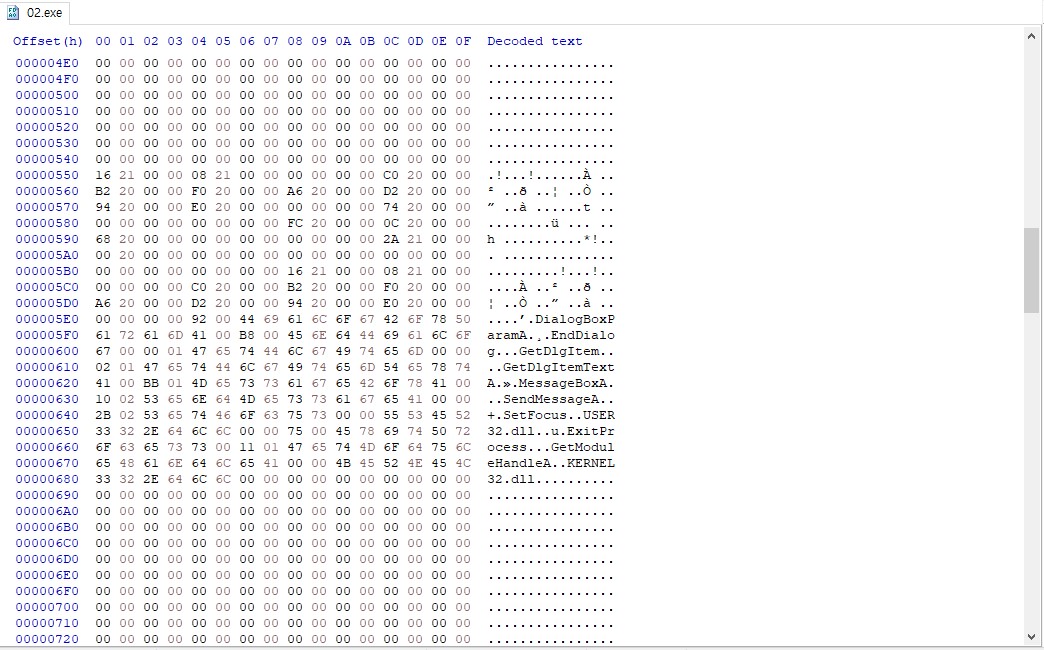 02.exe
Offset(h) 00 01 02 03 04 05 06 07 08 09 0A 0B 0C 0D 0E 0F Decoded text
000004E0 00 00 00 00 00 00 00 00 00 00 00 00 00 00 00 00 ................
000004F0 00 00 00 00 00 00 00 00 00 00 00 00 00 00 00 00 ................
00000500 00 00 00 00 00 00 00 00 00 00 00 00 00 00 00 00 ................
00000510 00 00 00 00 00 00 00 00 00 00 00 00 00 00 00 00 ................
00000520 00 00 00 00 00 00 00 00 00 00 00 00 00 00 00 00 ................
00000530 00 00 00 00 00 00 00 00 00 00 00 00 00 00 00 00 ................
00000540 00 00 00 00 00 00 00 00 00 00 00 00 00 00 00 00 ................
00000550 16 21 00 00 08 21 00 00 00 00 00 00 C0 20 00 00 .!...!......À ..
00000560 B2 20 00 00 F0 20 00 00 A6 20 00 00 D2 20 00 00 ² ..ð ..¦ ..Ò ..
00000570 94 20 00 00 E0 20 00 00 00 00 00 00 74 20 00 00 ” ..à ......t ..
00000580 00 00 00 00 00 00 00 00 FC 20 00 00 0C 20 00 00 ........ü ... ..
00000590 68 20 00 00 00 00 00 00 00 00 00 00 2A 21 00 00 h ..........*!..
000005A0 00 20 00 00 00 00 00 00 00 00 00 00 00 00 00 00 . ..............
000005B0 00 00 00 00 00 00 00 00 16 21 00 00 08 21 00 00 .........!...!..
000005C0 00 00 00 00 C0 20 00 00 B2 20 00 00 F0 20 00 00 ....À ..² ..ð ..
000005D0 A6 20 00 00 D2 20 00 00 94 20 00 00 E0 20 00 00 ¦ ..Ò ..” ..à ..
000005E0 00 00 00 00 92 00 44 69 61 6C 6F 67 42 6F 78 50 ....’.DialogBoxP
000005F0 61 72 61 6D 41 00 B8 00 45 6E 64 44 69 61 6C 6F aramA.¸.EndDialo
00000600 67 00 00 01 47 65 74 44 6C 67 49 74 65 6D 00 00 g...GetDlgItem..
00000610 02 01 47 65 74 44 6C 67 49 74 65 6D 54 65 78 74 ..GetDlgItemText
00000620 41 00 BB 01 4D 65 73 73 61 67 65 42 6F 78 41 00 A.».MessageBoxA.
00000630 10 02 53 65 6E 64 4D 65 73 73 61 67 65 41 00 00 ..SendMessageA..
00000640 2B 02 53 65 74 46 6F 63 75 73 00 00 55 53 45 52 +.SetFocus..USER
00000650 33 32 2E 64 6C 6C 00 00 75 00 45 78 69 74 50 72 32.dll..u.ExitPr
00000660 6F 63 65 73 73 00 11 01 47 65 74 4D 6F 64 75 6C ocess...GetModul
00000670 65 48 61 6E 64 6C 65 41 00 00 4B 45 52 4E 45 4C eHandleA..KERNEL
00000680 33 32 2E 64 6C 6C 00 00 00 00 00 00 00 00 00 00 32.dll..........
00000690 00 00 00 00 00 00 00 00 00 00 00 00 00 00 00 00 ................
000006A0 00 00 00 00 00 00 00 00 00 00 00 00 00 00 00 00 ................
000006B0 00 00 00 00 00 00 00 00 00 00 00 00 00 00 00 00 ................
000006C0 00 00 00 00 00 00 00 00 00 00 00 00 00 00 00 00 ................
000006D0 00 00 00 00 00 00 00 00 00 00 00 00 00 00 00 00 ................
000006E0 00 00 00 00 00 00 00 00 00 00 00 00 00 00 00 00 ................
000006F0 00 00 00 00 00 00 00 00 00 00 00 00 00 00 00 00 ................
00000700 00 00 00 00 00 00 00 00 00 00 00 00 00 00 00 00 ................
00000710 00 00 00 00 00 00 00 00 00 00 00 00 00 00 00 00 ................
00000720 00 00 00 00 00 00 00 00 00 00 00 00 00 00 00 00 ................